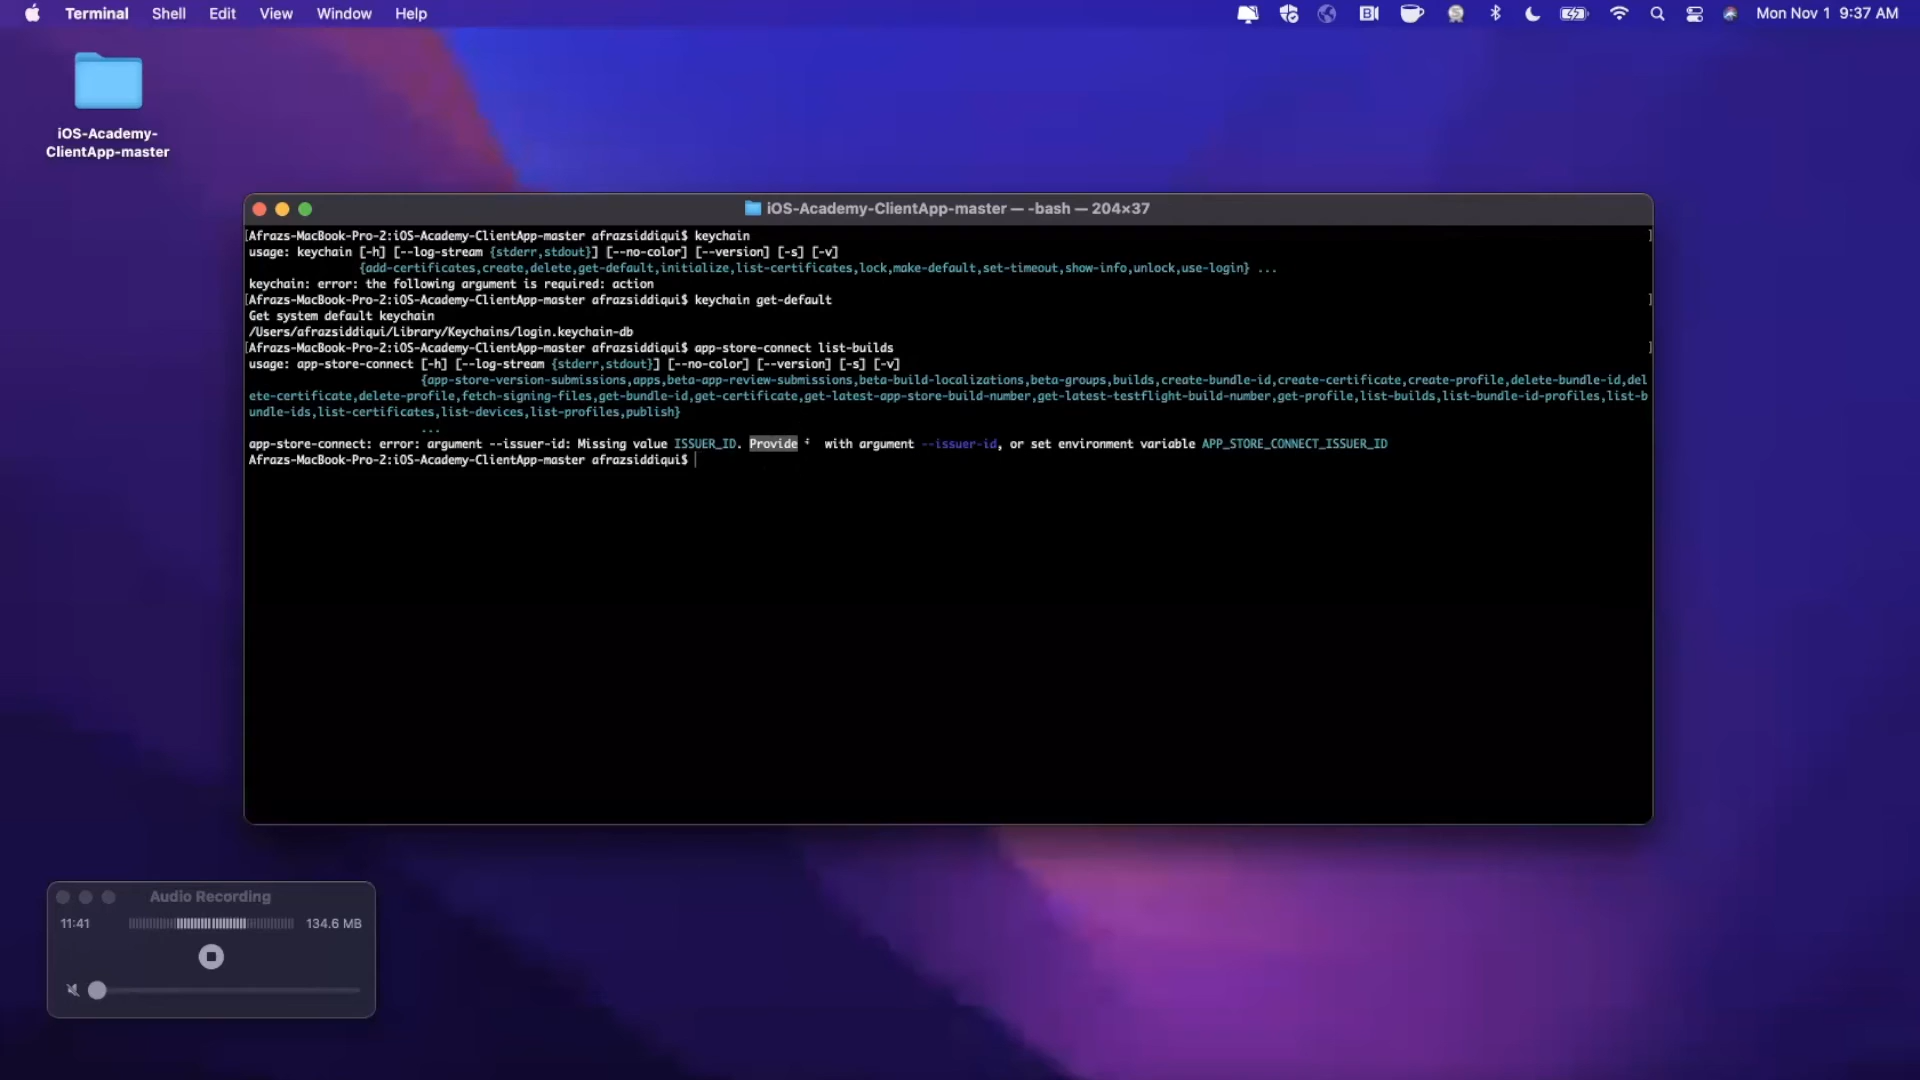 Terminal Shell Edit View Window Help Mon Nov 1 9:37 AM
iOS-Academy-
ClientApp-master
iOS-Academy-ClientApp-master — -bash — 204×37
[Afrazs-MacBook-Pro-2:iOS-Academy-ClientApp-master afrazsiddiqui$ keychain ]
usage: keychain [-h] [--log-stream {stderr,stdout}] [--no-color] [--version] [-s] [-v]
{add-certificates,create,delete,get-default,initialize,list-certificates,lock,make-default,set-timeout,show-info,unlock,use-login} ...
keychain: error: the following argument is required: action
[Afrazs-MacBook-Pro-2:iOS-Academy-ClientApp-master afrazsiddiqui$ keychain get-default ]
Get system default keychain
/Users/afrazsiddiqui/Library/Keychains/login.keychain-db
[Afrazs-MacBook-Pro-2:iOS-Academy-ClientApp-master afrazsiddiqui$ app-store-connect list-builds ]
usage: app-store-connect [-h] [--log-stream {stderr,stdout}] [--no-color] [--version] [-s] [-v]
{app-store-version-submissions,apps,beta-app-review-submissions,beta-build-localizations,beta-groups,builds,create-bundle-id,create-certificate,create-profile,delete-bundle-id,del
ete-certificate,delete-profile,fetch-signing-files,get-bundle-id,get-certificate,get-latest-app-store-build-number,get-latest-testflight-build-number,get-profile,list-builds,list-bundle-id-profiles,list-b
undle-ids,list-certificates,list-devices,list-profiles,publish}
...
app-store-connect: error: argument --issuer-id: Missing value ISSUER_ID. Provide with argument --issuer-id, or set environment variable APP_STORE_CONNECT_ISSUER_ID
Afrazs-MacBook-Pro-2:iOS-Academy-ClientApp-master afrazsiddiqui$
Audio Recording
11:41 134.6 MB